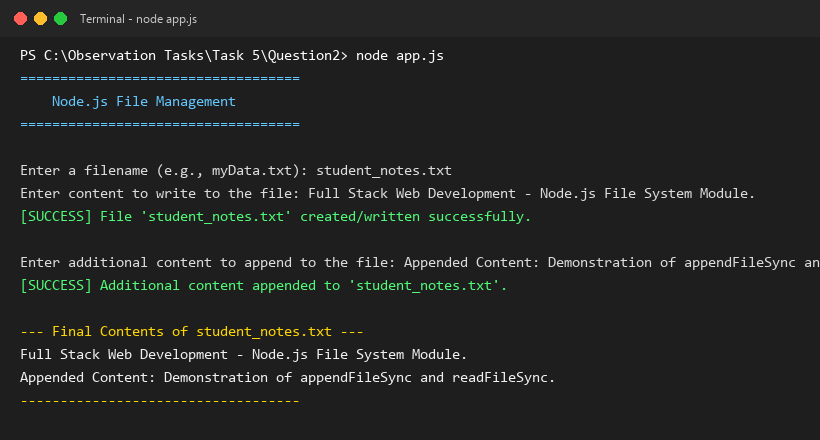 Terminal - node app.js
PS C:\Observation Tasks\Task 5\Question2> node app.js
===================================
Node.js File Management
===================================
Enter a filename (e.g., myData.txt): student_notes.txt
Enter content to write to the file: Full Stack Web Development - Node.js File System Module.
[SUCCESS] File 'student_notes.txt' created/written successfully.
Enter additional content to append to the file: Appended Content: Demonstration of appendFileSync an
[SUCCESS] Additional content appended to 'student_notes.txt'.
--- Final Contents of student_notes.txt ---
Full Stack Web Development - Node.js File System Module.
Appended Content: Demonstration of appendFileSync and readFileSync.
-----------------------------------